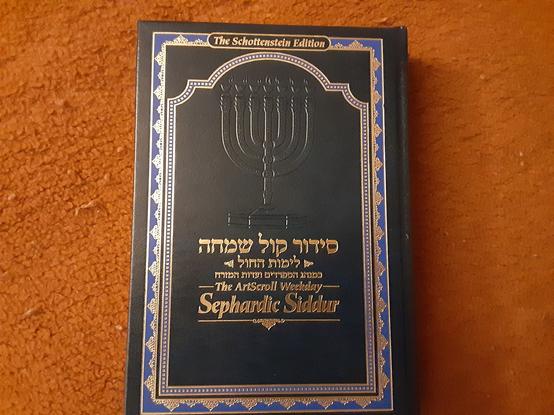 The Schottenstein Edition
סידור קול שמחה
לימות החול
כמנהג הספרדים ועדות המזרח
The ArtScroll Weekday
Sephardic Siddur